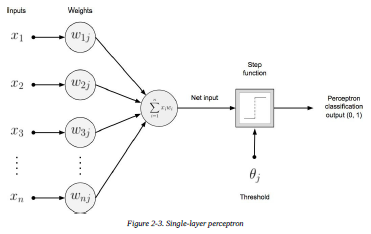 Inputs
Weights
x₁
w₁ⱼ
x₂
w₂ⱼ
x₃
w₃ⱼ
⋮
⋮
xₙ
wₙⱼ
Net input
Step
function
Perceptron
classification
output (0, 1)
θⱼ
Threshold
Figure 2-3. Single-layer perceptron